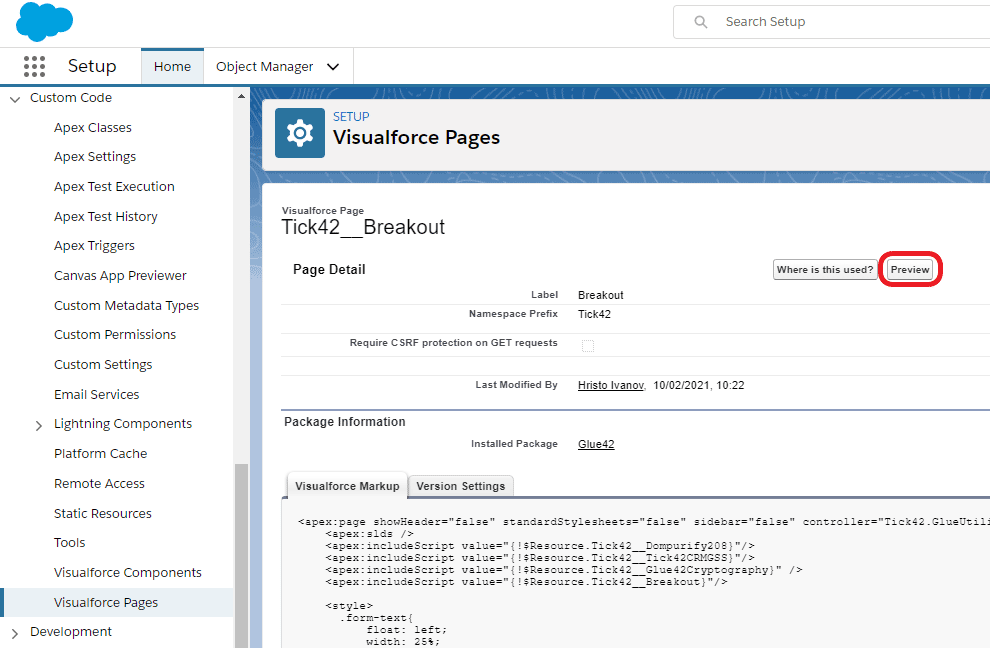 Search Setup
Setup
Home
Object Manager
Custom Code
Apex Classes
Apex Settings
Apex Test Execution
Apex Test History
Apex Triggers
Canvas App Previewer
Custom Metadata Types
Custom Permissions
Custom Settings
Email Services
Lightning Components
Platform Cache
Remote Access
Static Resources
Tools
Visualforce Components
Visualforce Pages
Development
SETUP
Visualforce Pages
Visualforce Page
Tick42__Breakout
Page Detail
Where is this used? Preview
Label Breakout
Namespace Prefix Tick42
Require CSRF protection on GET requests
Last Modified By Hristo Ivanov, 10/02/2021, 10:22
Package Information
Installed Package Glue42
Visualforce Markup Version Settings
<apex:page showHeader="false" standardStylesheets="false" sidebar="false" controller="Tick42.GlueUtili
<apex:slds />
<apex:includeScript value="{!$Resource.Tick42__Dompurify208}"/>
<apex:includeScript value="{!$Resource.Tick42__Tick42CRMGSS}"/>
<apex:includeScript value="{!$Resource.Tick42__Glue42Cryptography}" />
<apex:includeScript value="{!$Resource.Tick42__Breakout}"/>
<style>
.form-text{
float: left;
width: 25%;